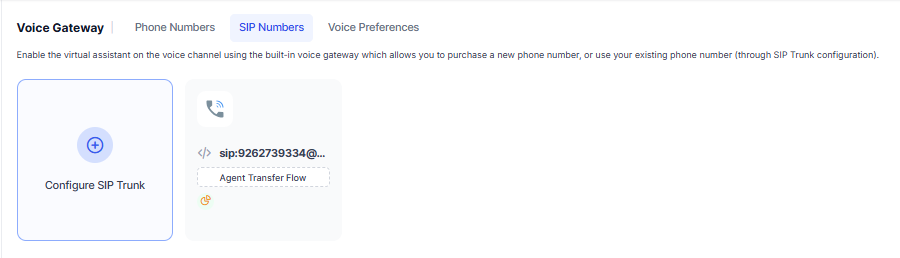 Voice Gateway Phone Numbers SIP Numbers Voice Preferences
Enable the virtual assistant on the voice channel using the built-in voice gateway which allows you to purchase a new phone number, or use your existing phone number (through SIP Trunk configuration).
Configure SIP Trunk
</> sip:9262739334@...
Agent Transfer Flow